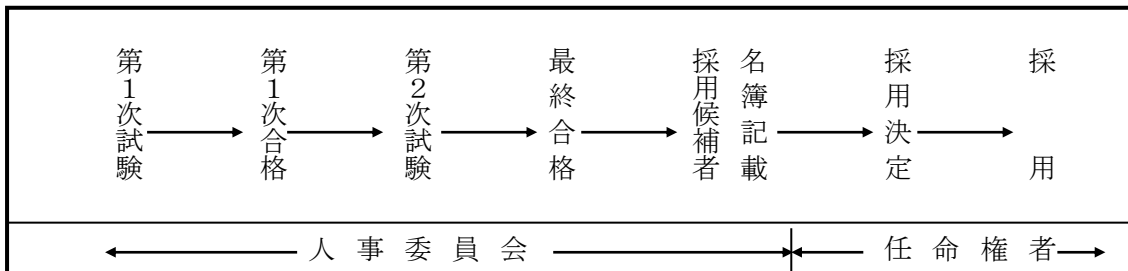 第１次試験
第１次合格
第２次試験
最終合格
採用候補者
名簿記載
採用決定
採用
人事委員会
任命権者